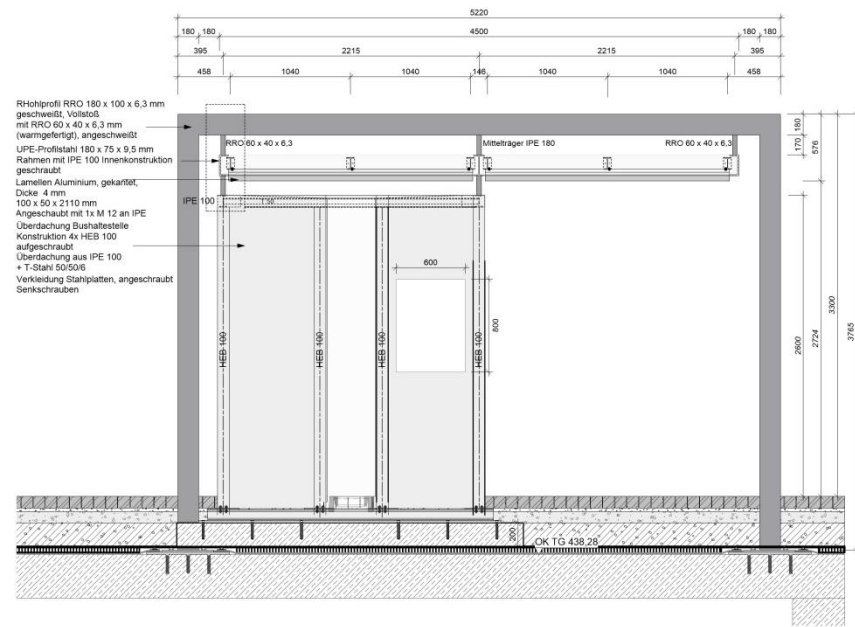 5220
180 180 4500 180 180
395 2215 2215 395
458 1040 1040 146 1040 1040 458
RHohlprofil RRO 180 x 100 x 6,3 mm
geschweißt, Vollstoß
mit RRO 60 x 40 x 6,3 mm
(warmgefertigt), angeschweißt
UPE-Profilstahl 180 x 75 x 9,5 mm
Rahmen mit IPE 100 Innenkonstruktion
geschraubt
Lamellen Aluminium, gekantet,
Dicke 4 mm
100 x 50 x 2110 mm
Angeschaubt mit 1x M 12 an IPE
Überdachung Bushaltestelle
Konstruktion 4x HEB 100
aufgeschraubt
Überdachung aus IPE 100
+ T-Stahl 50/50/6
Verkleidung Stahlplatten, angeschraubt
Senkschrauben
RRO 60 x 40 x 6,3
Mittelträger IPE 180
RRO 60 x 40 x 6,3
IPE 100
600
800
HEB 100
HEB 100
HEB 100
HEB 100
180
170
576
2600
2724
3300
3765
200
OK TG 438,28